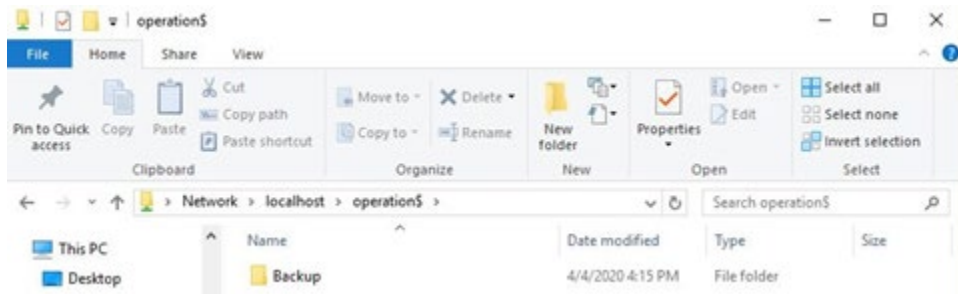 operation$
File Home Share View
Pin to Quick access
Copy
Paste
Cut
Copy path
Paste shortcut
Clipboard
Move to
Copy to
Delete
Rename
Organize
New folder
New
Properties
Open
Edit
Open
Select all
Select none
Invert selection
Select
Network > localhost > operation$ >
Search operation$
This PC
Desktop
Name Date modified Type Size
Backup 4/4/2020 4:15 PM File folder